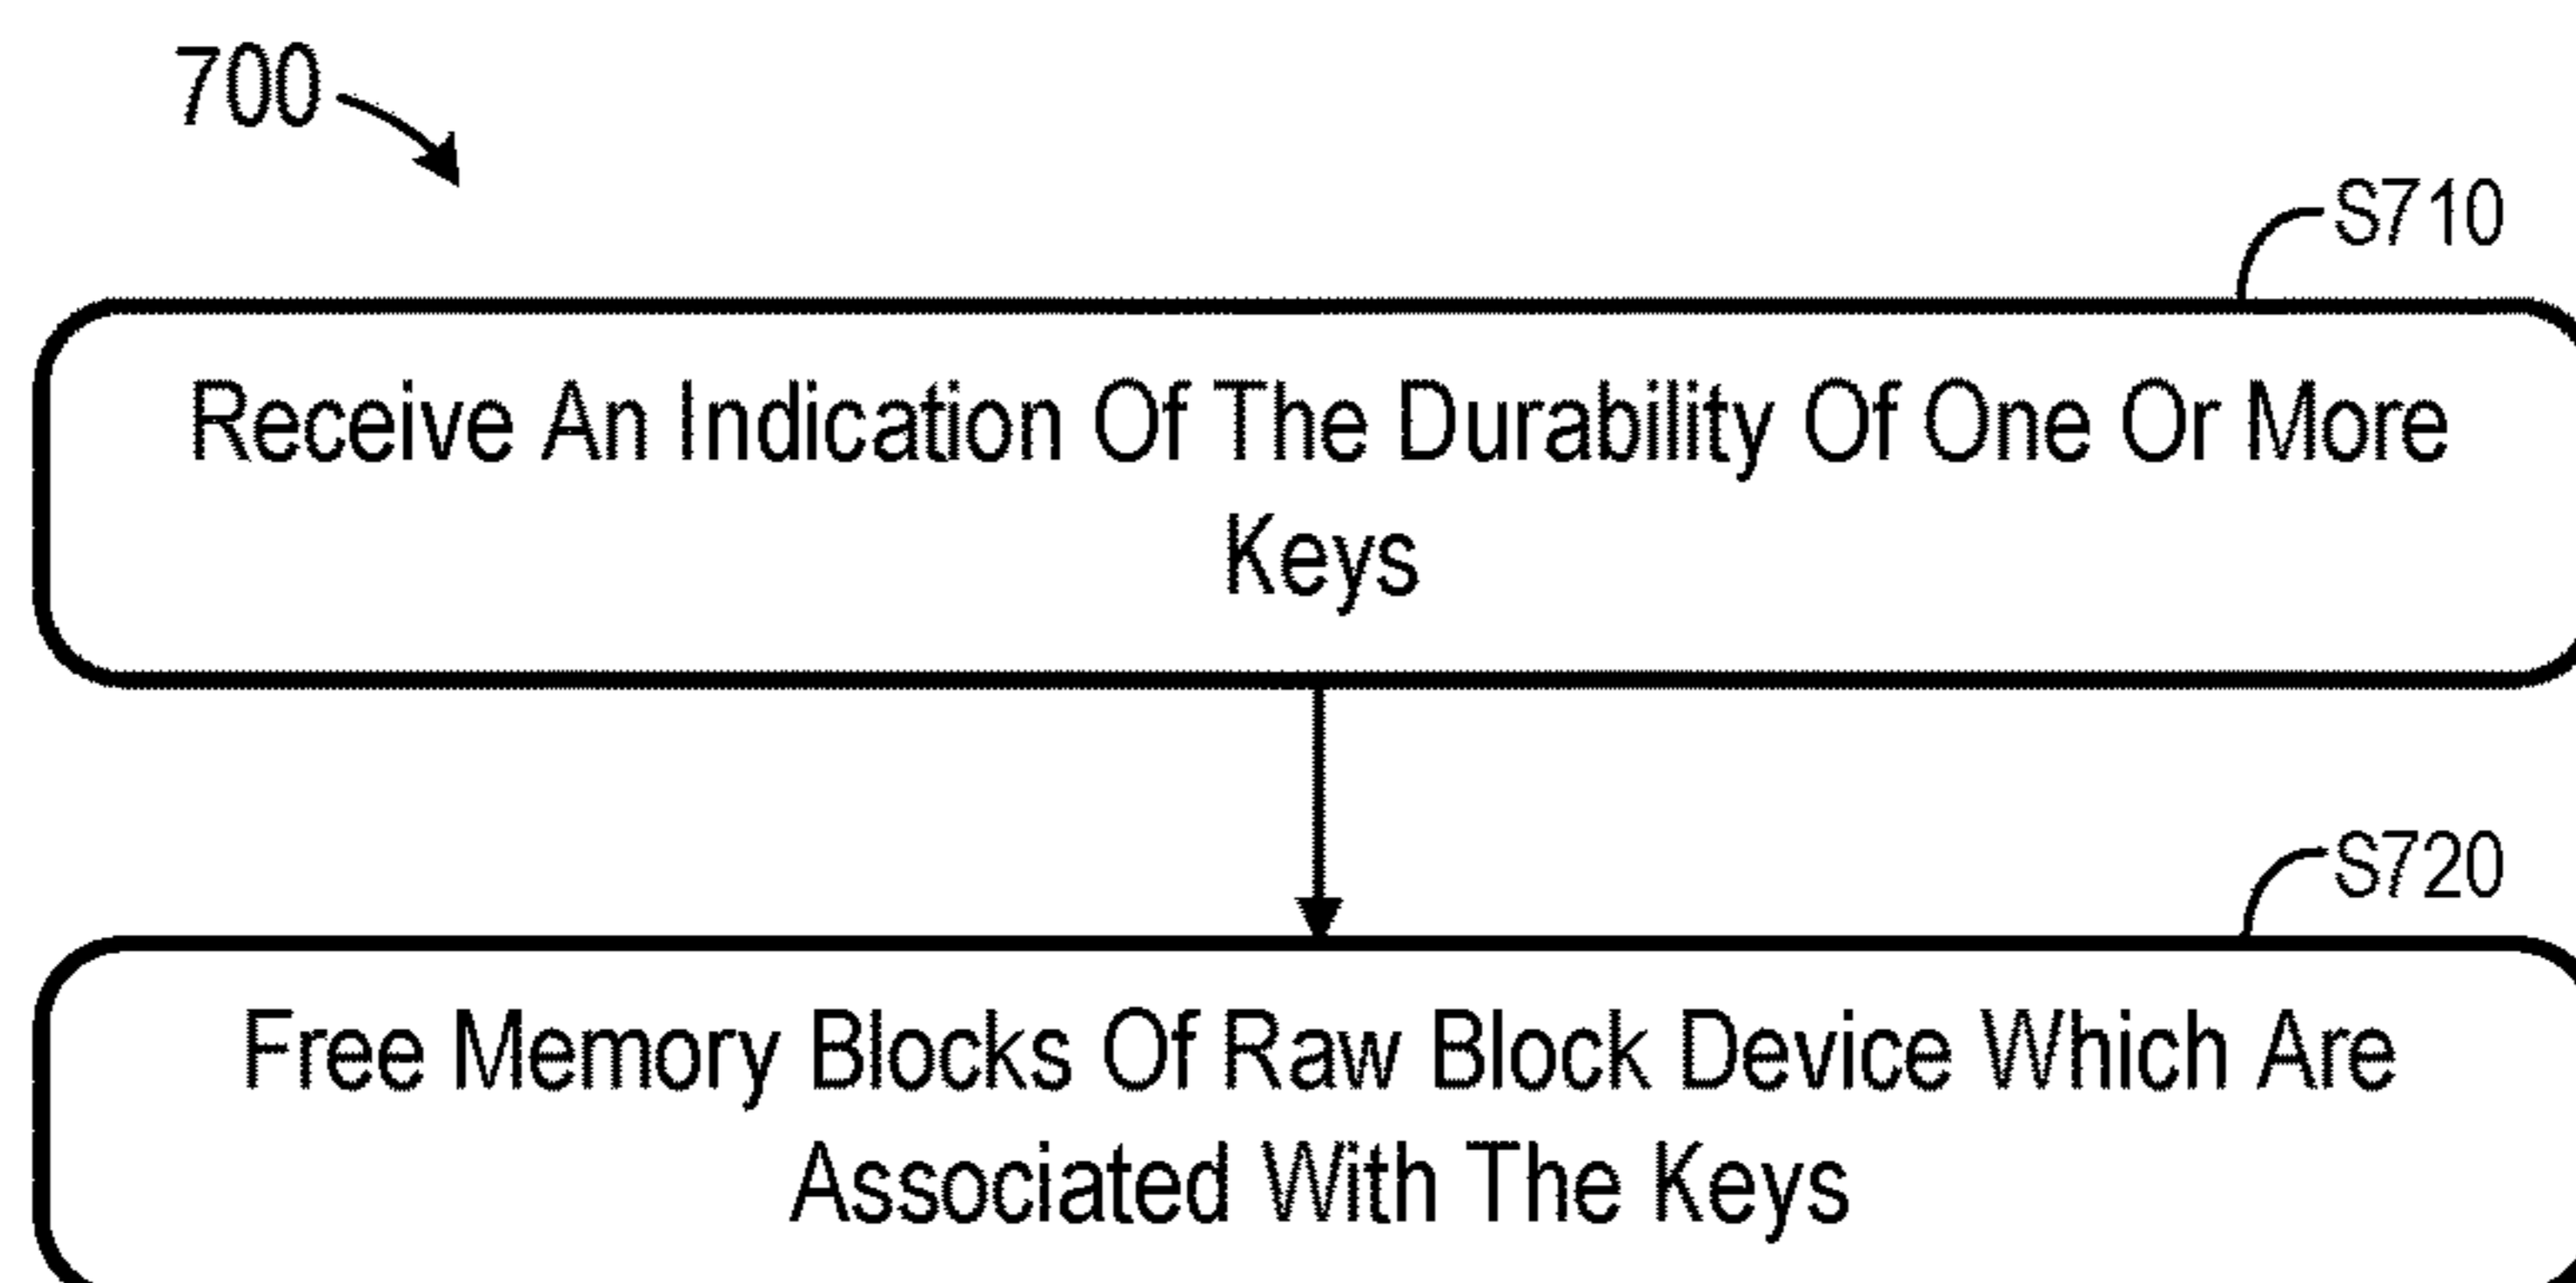 700
S710
Receive An Indication Of The Durability Of One Or More
Keys
S720
Free Memory Blocks Of Raw Block Device Which Are
Associated With The Keys